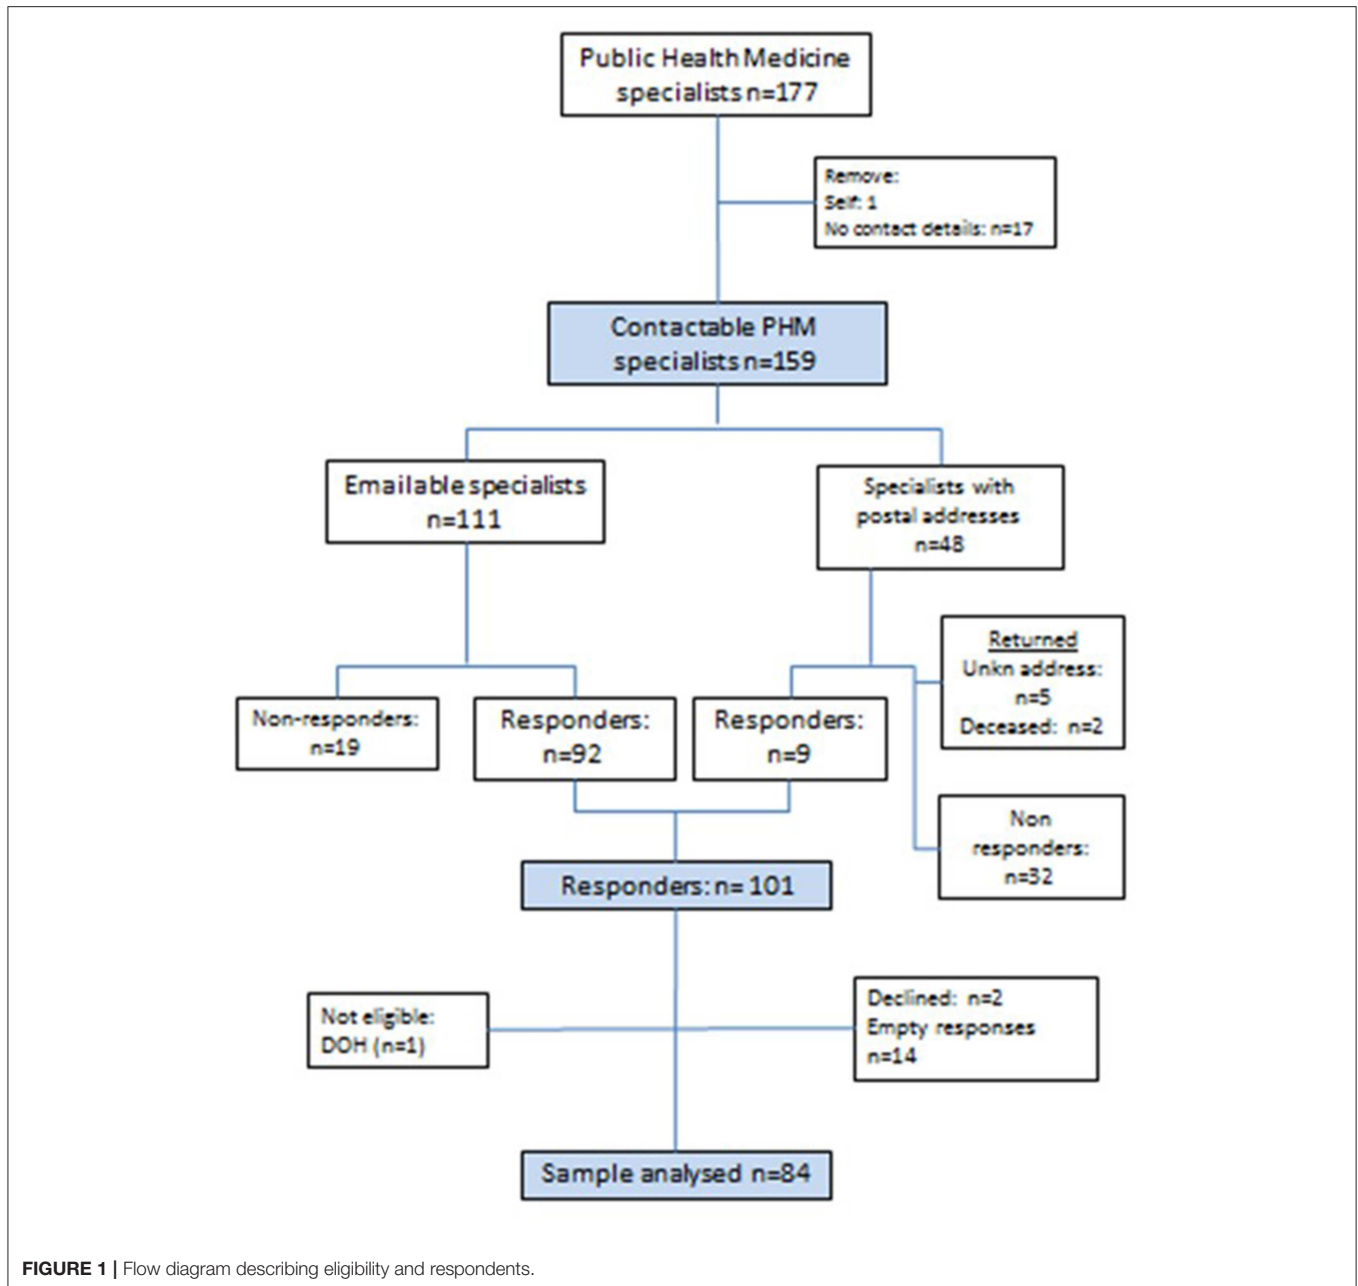 Public Health Medicine
specialists n=177
Remove:
Self: 1
No contact details: n=17
Contactable PHM
specialists n=159
Emailable specialists
n=111
Specialists with
postal addresses
n=48
Returned
Unkn address:
n=5
Deceased: n=2
Non-responders:
n=19
Responders:
n=92
Responders:
n=9
Non
responders:
n=32
Responders: n= 101
Not eligible:
DOH (n=1)
Declined: n=2
Empty responses
n=14
Sample analysed n=84
FIGURE 1 | Flow diagram describing eligibility and respondents.